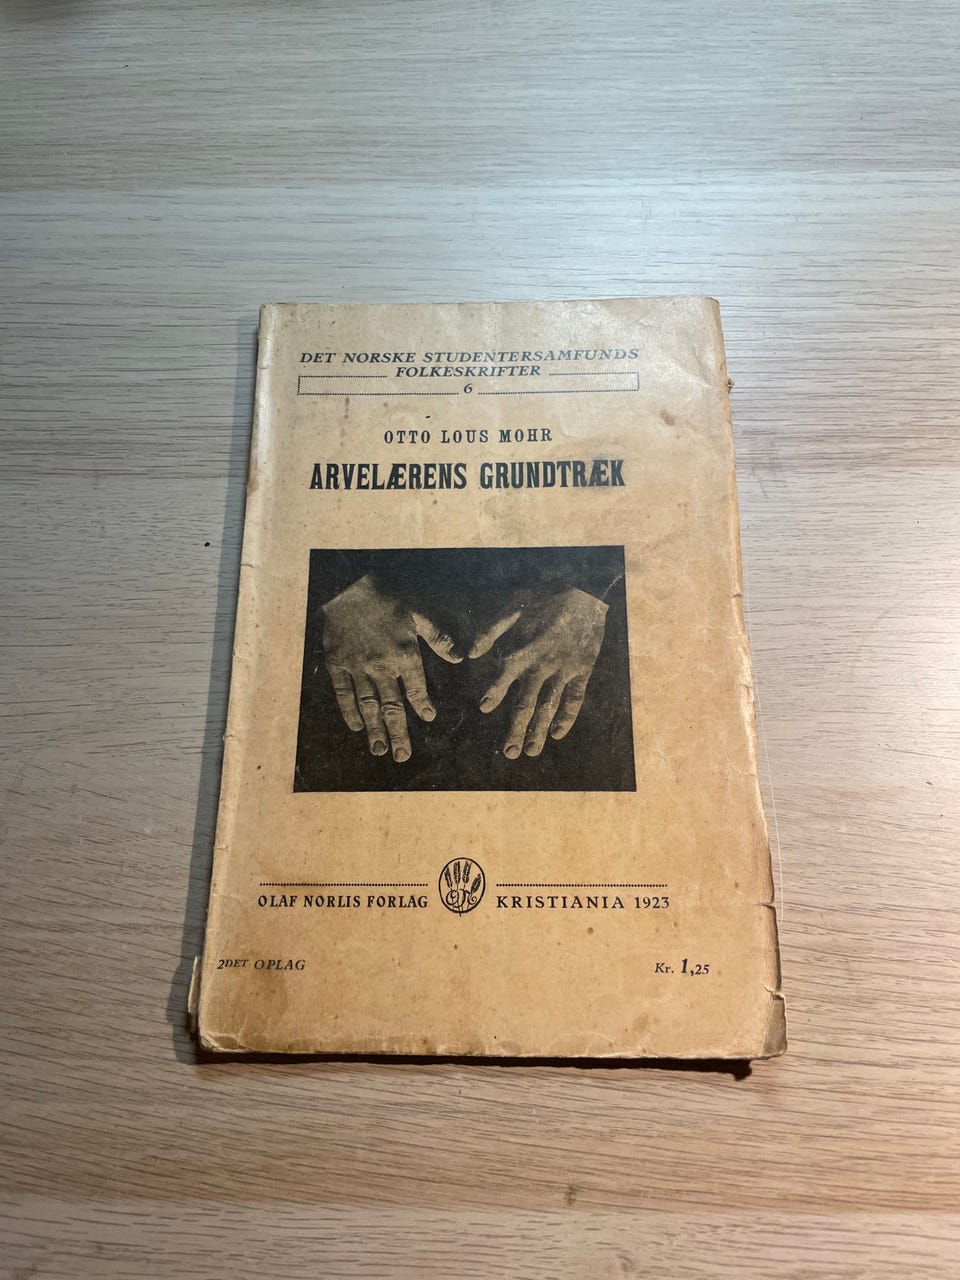 DET NORSKE STUDENTERSAMFUNDS
FOLKESKRIFTER
6
OTTO LOUS MOHR
ARVELÆRENS GRUNDTRÆK
OLAF NORLIS FORLAG KRISTIANIA 1923
2DET OPLAG Kr. 1,25